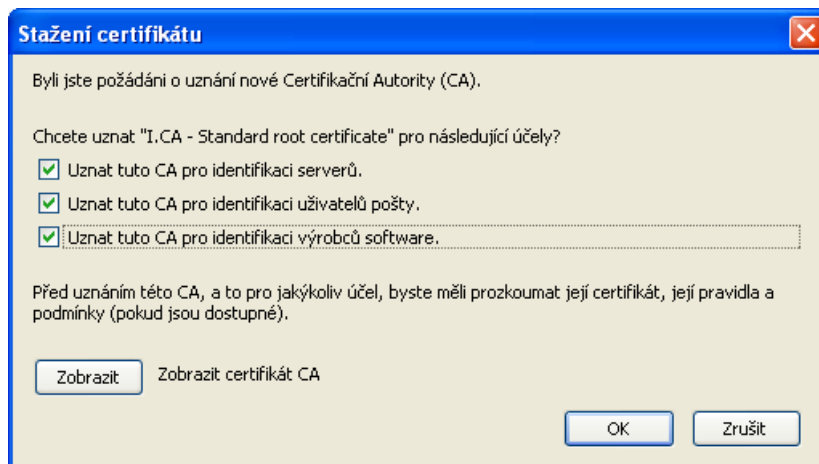 Stažení certifikátu
Byli jste požádáni o uznání nové Certifikační Autority (CA).
Chcete uznat "I.CA - Standard root certificate" pro následující účely?
Uznat tuto CA pro identifikaci serverů.
Uznat tuto CA pro identifikaci uživatelů pošty.
Uznat tuto CA pro identifikaci výrobců software.
Před uznáním této CA, a to pro jakýkoliv účel, byste měli prozkoumat její certifikát, její pravidla a
podmínky (pokud jsou dostupné).
Zobrazit Zobrazit certifikát CA
OK Zrušit